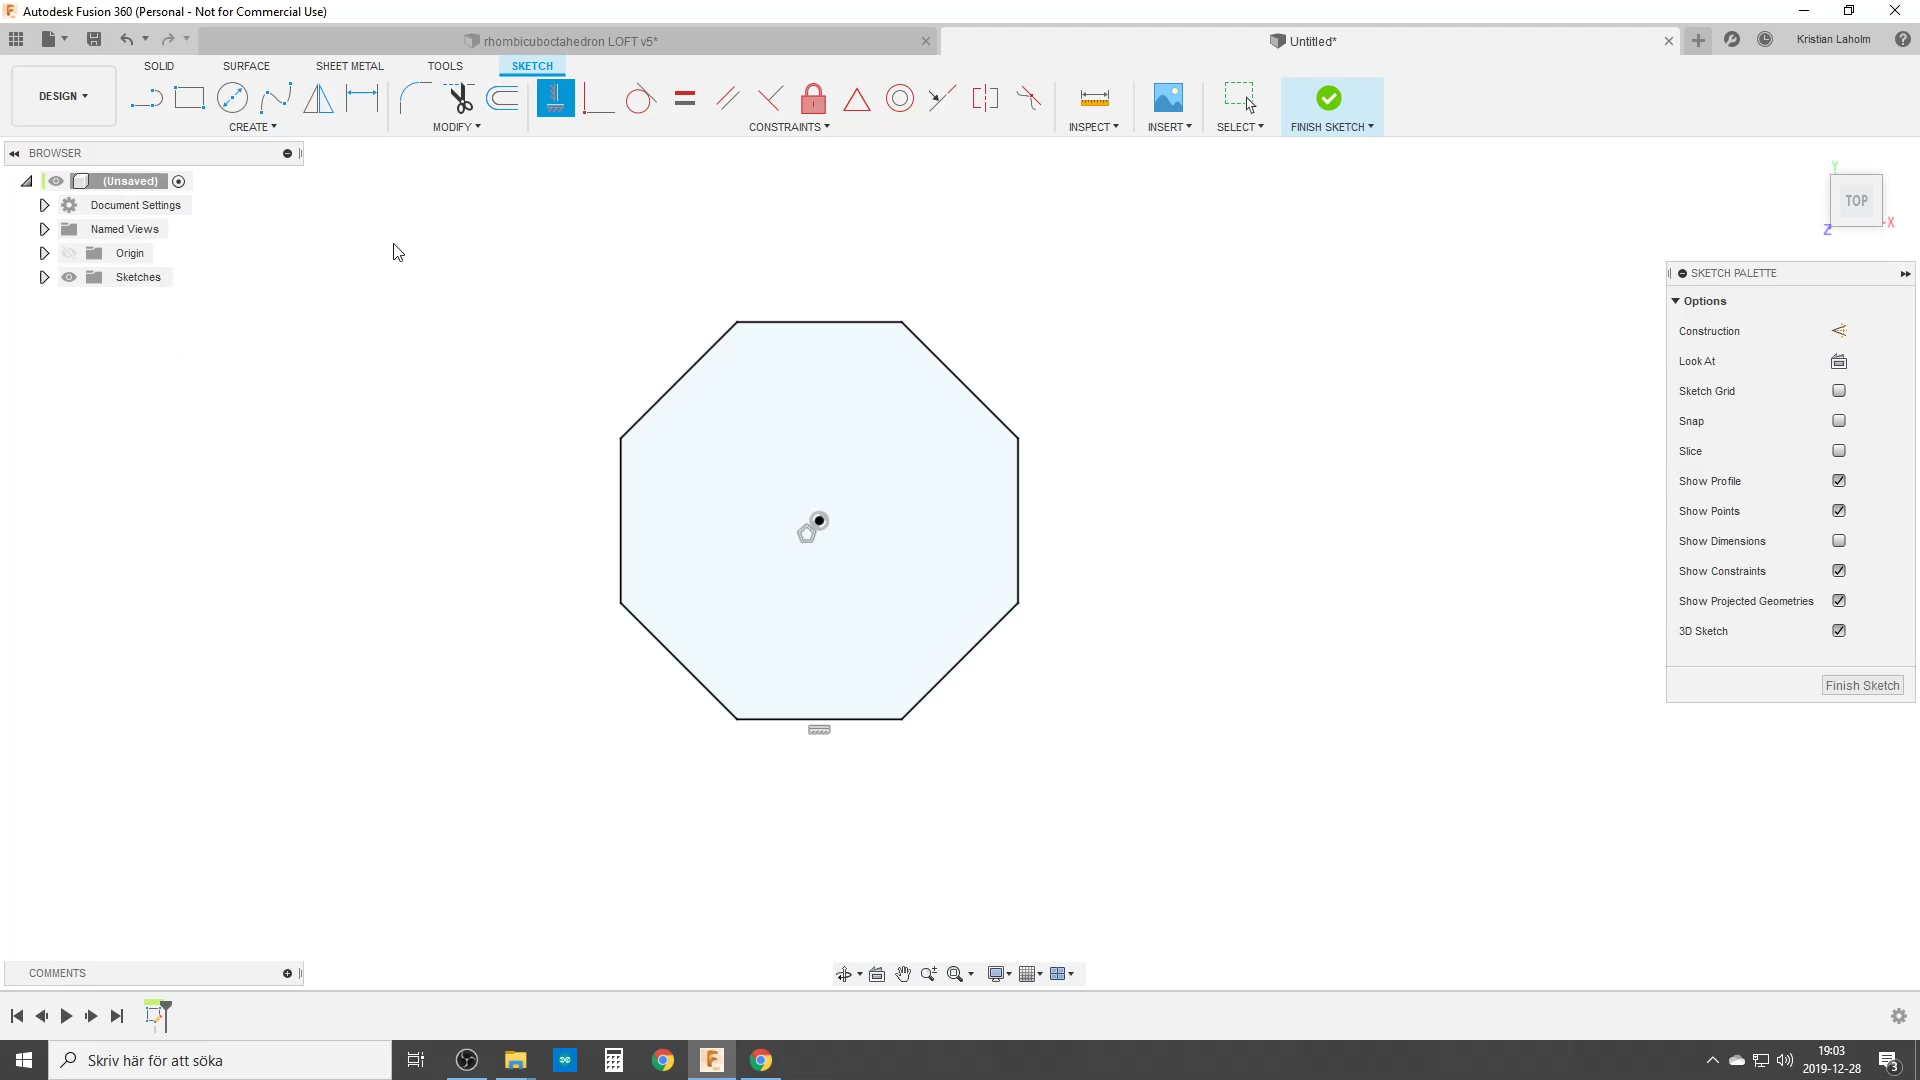 Autodesk Fusion 360 (Personal - Not for Commercial Use)
rhombicuboctahedron LOFT v5*
Untitled*
Kristian Laholm
SOLID SURFACE SHEET METAL TOOLS SKETCH
DESIGN
CREATE MODIFY CONSTRAINTS INSPECT INSERT SELECT FINISH SKETCH
BROWSER
(Unsaved)
Document Settings
Named Views
Origin
Sketches
Y
TOP
X
Z
SKETCH PALETTE
Options
Construction
Look At
Sketch Grid
Snap
Slice
Show Profile
Show Points
Show Dimensions
Show Constraints
Show Projected Geometries
3D Sketch
Finish Sketch
COMMENTS
Skriv här för att söka
19:03
2019-12-28
3